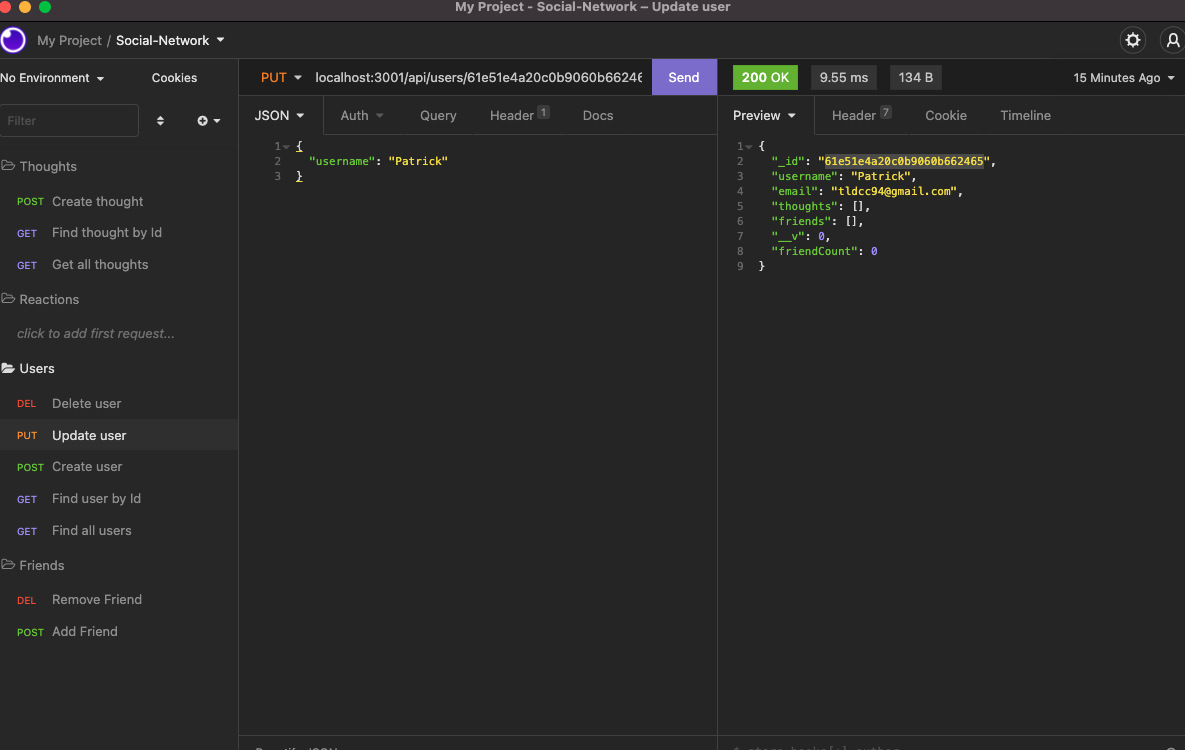 My Project - Social-Network – Update user
My Project / Social-Network
No Environment
Cookies
Filter
Thoughts
POST Create thought
GET Find thought by Id
GET Get all thoughts
Reactions
click to add first request...
Users
DEL Delete user
PUT Update user
POST Create user
GET Find user by Id
GET Find all users
Friends
DEL Remove Friend
POST Add Friend
PUT localhost:3001/api/users/61e51e4a20c0b9060b66246 Send
JSON Auth Query Header 1 Docs
1 {
2 "username": "Patrick"
3 }
200 OK 9.55 ms 134 B 15 Minutes Ago
Preview Header 7 Cookie Timeline
1 {
2 "_id": "61e51e4a20c0b9060b662465",
3 "username": "Patrick",
4 "email": "tldcc94@gmail.com",
5 "thoughts": [],
6 "friends": [],
7 "__v": 0,
8 "friendCount": 0
9 }